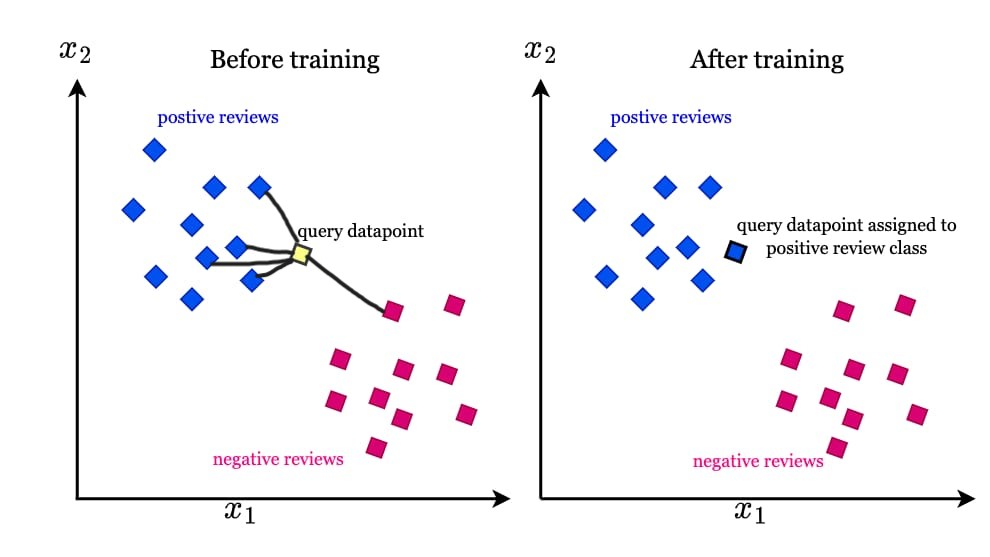 x2
Before training
postive reviews
query datapoint
negative reviews
x1
x2
After training
postive reviews
query datapoint assigned to
positive review class
negative reviews
x1